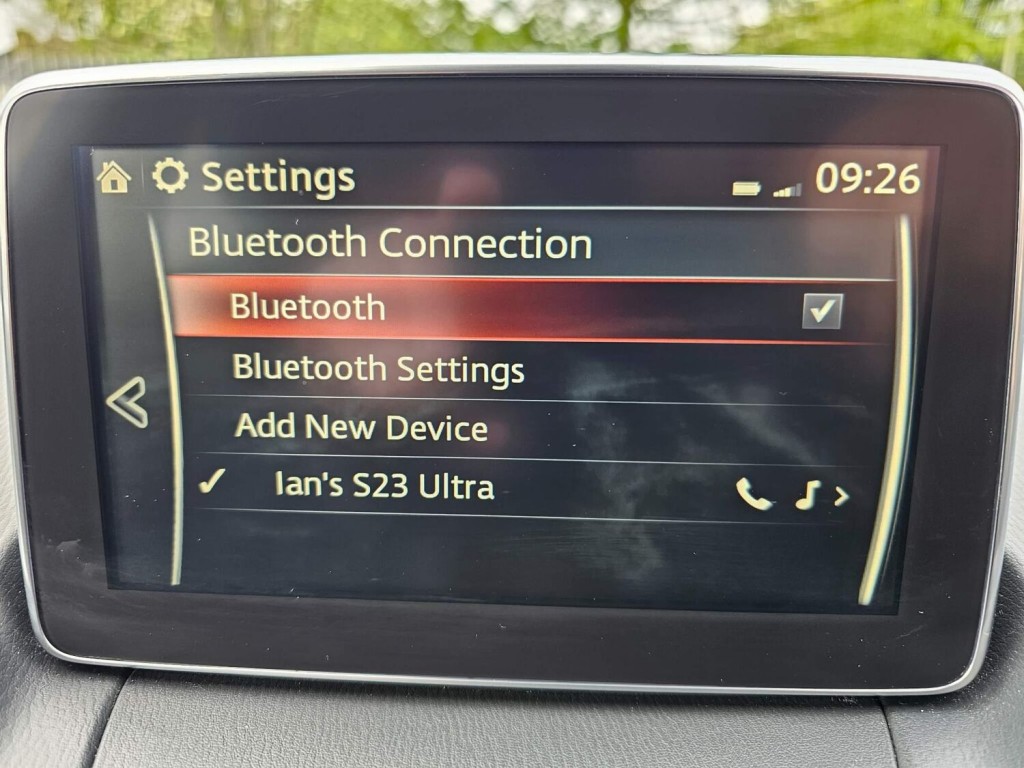 Settings 09:26
Bluetooth Connection
Bluetooth
Bluetooth Settings
Add New Device
Ian's S23 Ultra